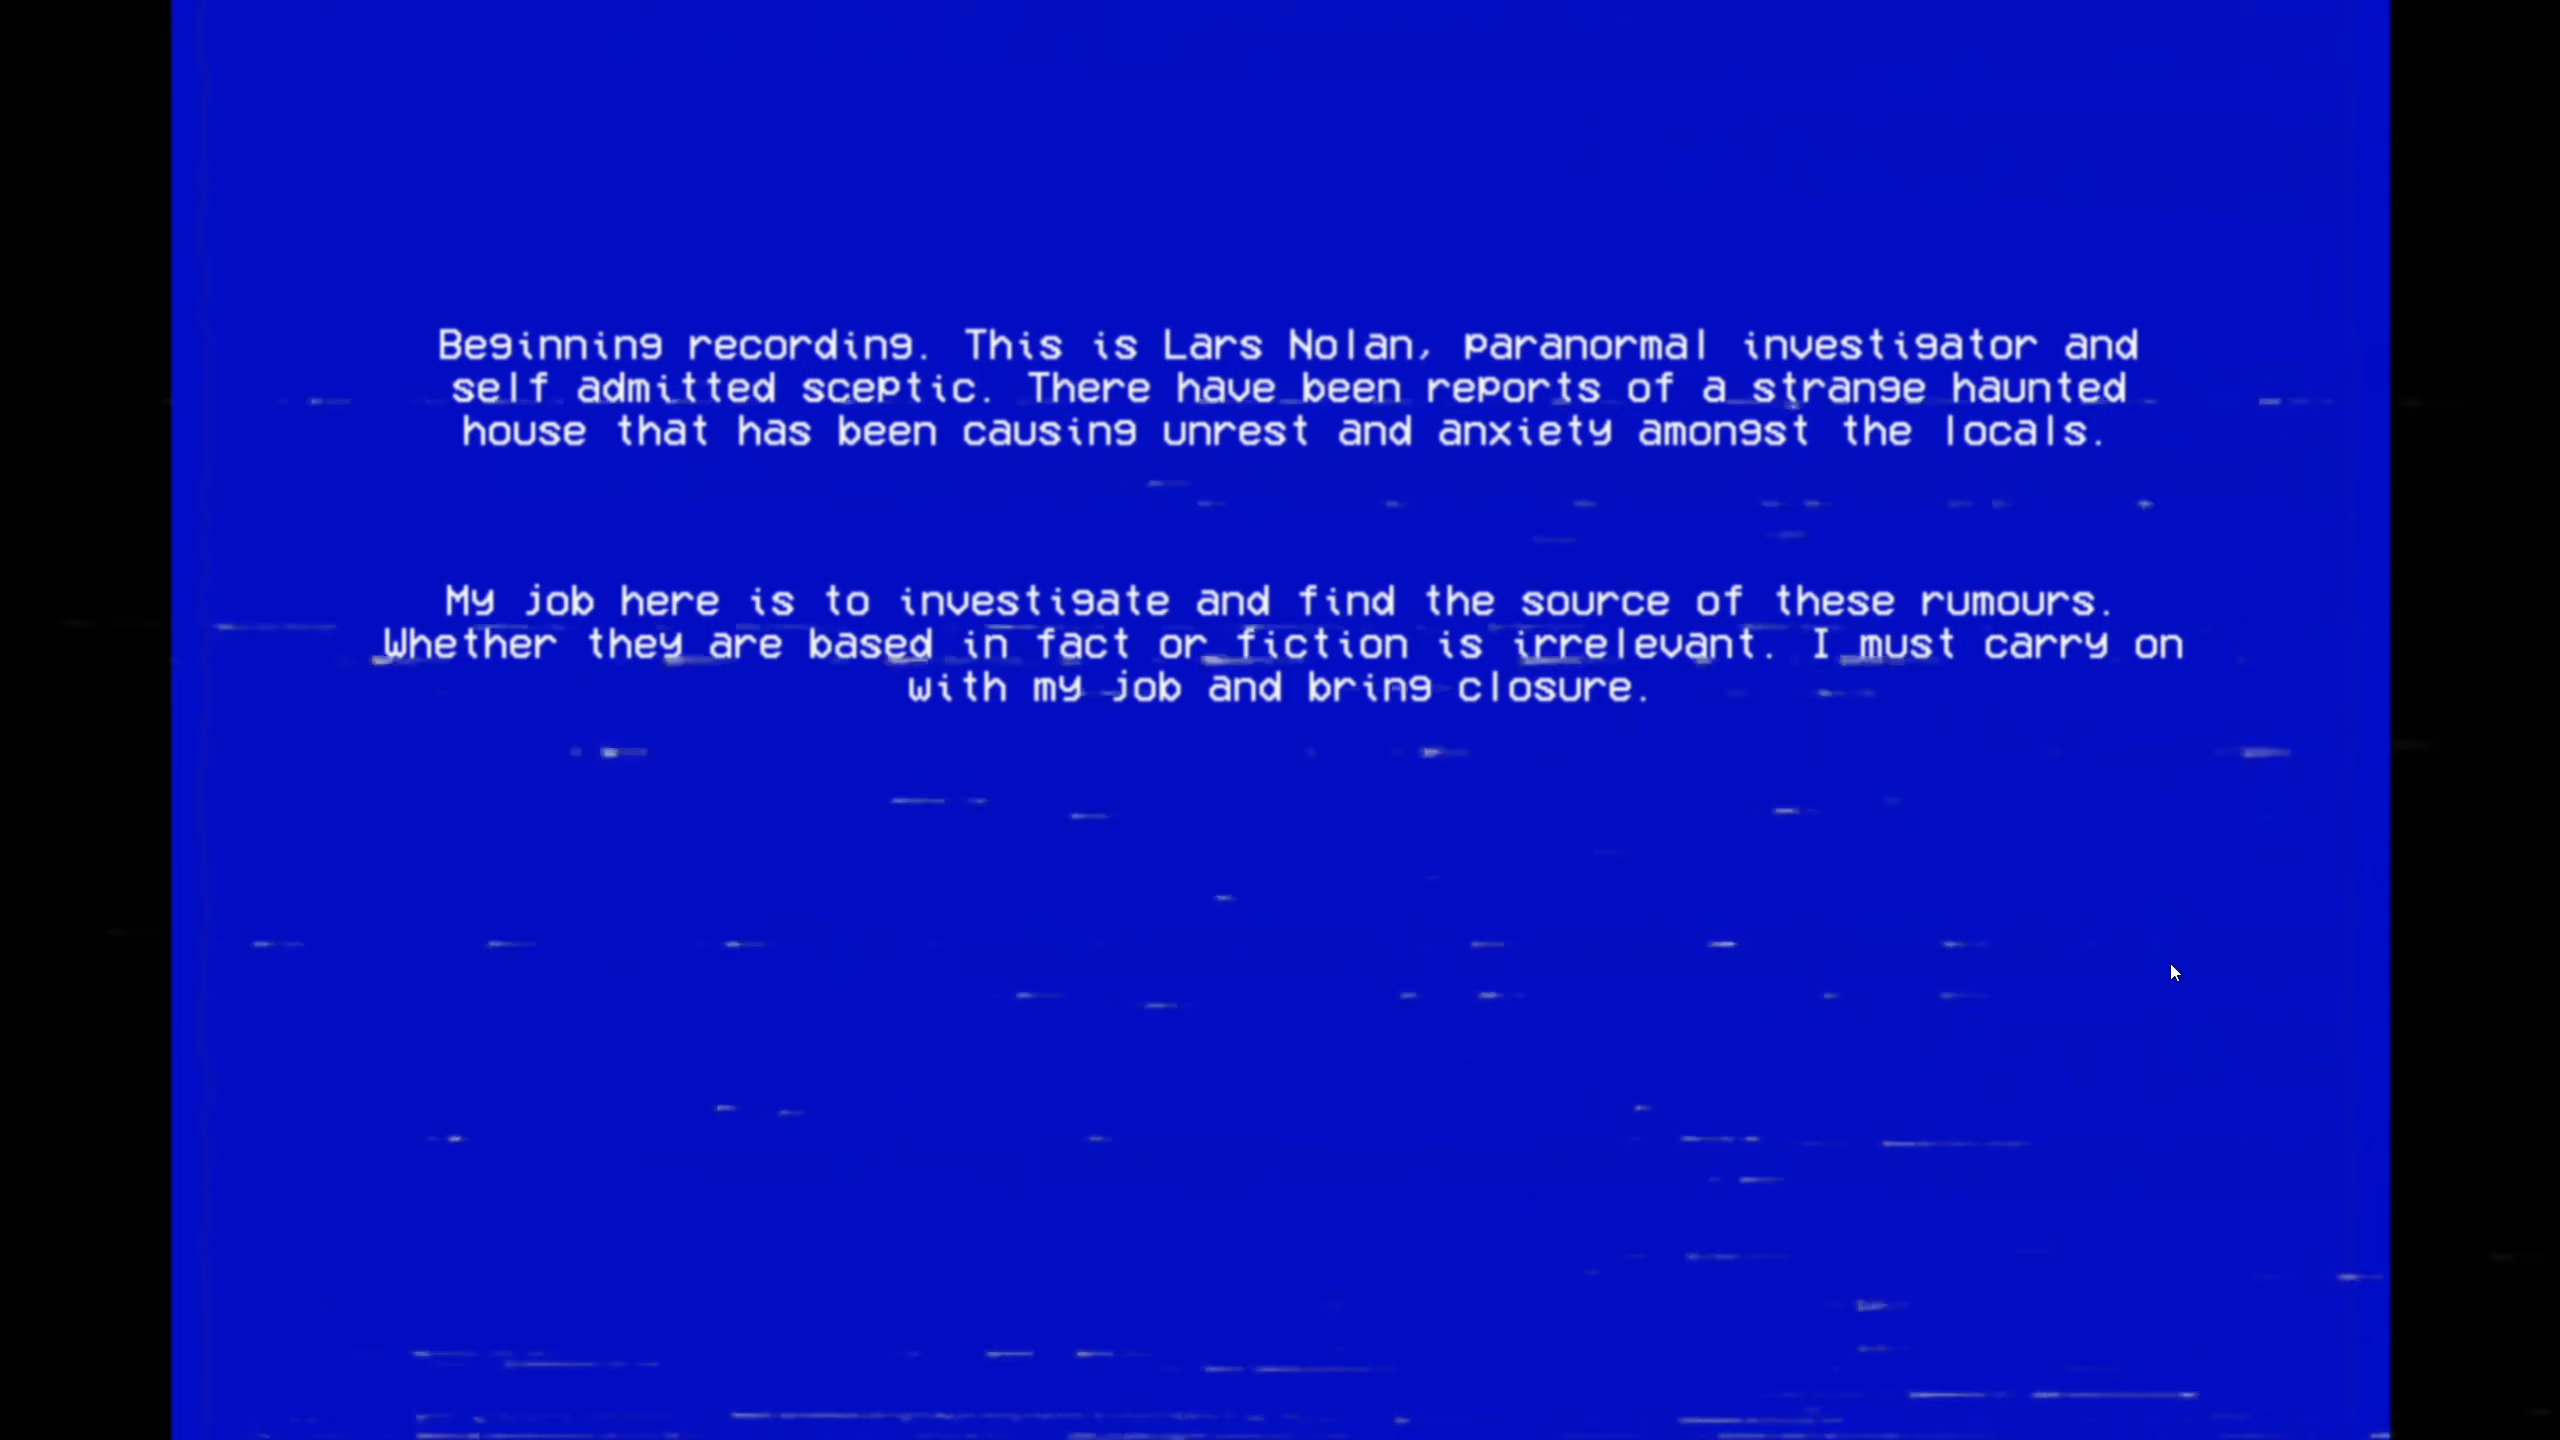 Beginning recording. This is Lars Nolan, paranormal investigator and
self admitted sceptic. There have been reports of a strange haunted
house that has been causing unrest and anxiety amongst the locals.
My job here is to investigate and find the source of these rumours.
Whether they are based in fact or fiction is irrelevant. I must carry on
with my job and bring closure.